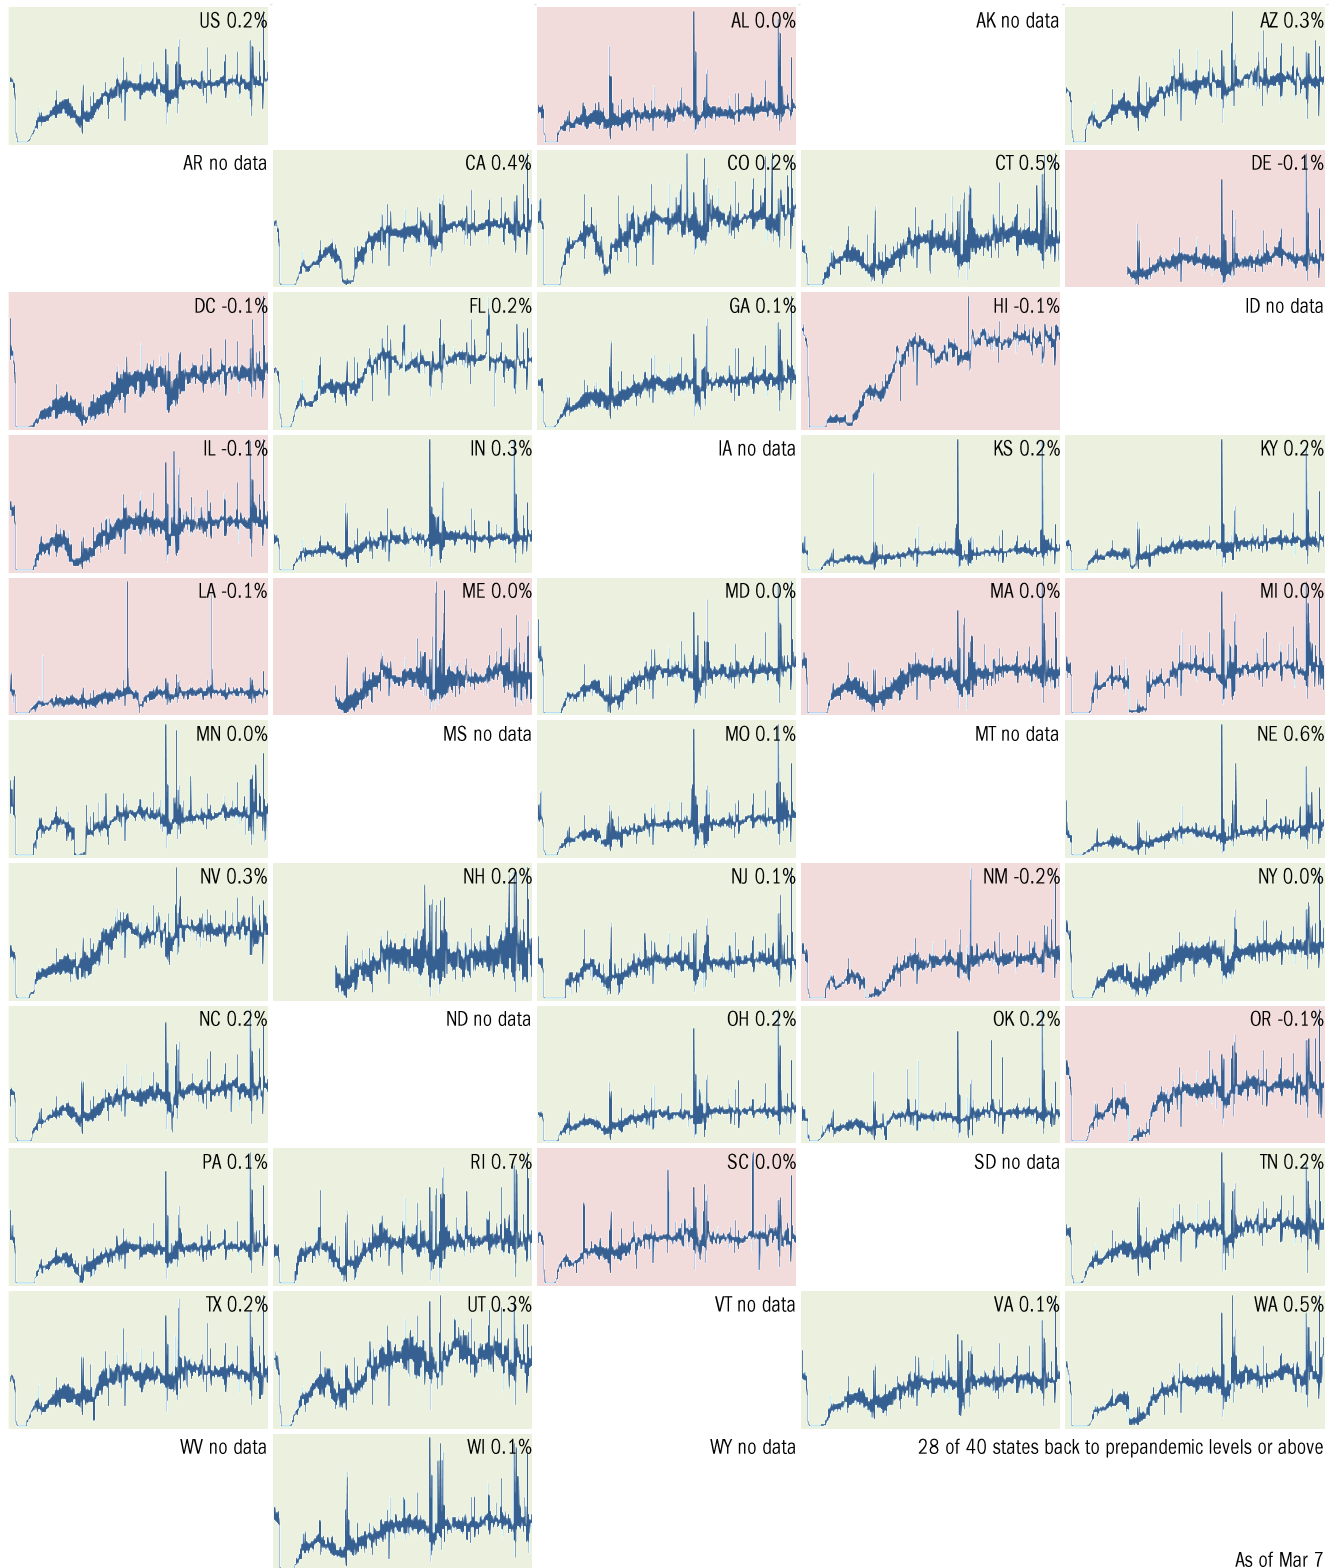 US 0.2%
AL 0.0%
AK no data
AZ 0.3%
AR no data
CA 0.4%
CO 0.2%
CT 0.5%
DE -0.1%
DC -0.1%
FL 0.2%
GA 0.1%
HI -0.1%
ID no data
IL -0.1%
IN 0.3%
IA no data
KS 0.2%
KY 0.2%
LA -0.1%
ME 0.0%
MD 0.0%
MA 0.0%
MI 0.0%
MN 0.0%
MS no data
MO 0.1%
MT no data
NE 0.6%
NV 0.3%
NH 0.2%
NJ 0.1%
NM -0.2%
NY 0.0%
NC 0.2%
ND no data
OH 0.2%
OK 0.2%
OR -0.1%
PA 0.1%
RI 0.7%
SC 0.0%
SD no data
TN 0.2%
TX 0.2%
UT 0.3%
VT no data
VA 0.1%
WA 0.5%
WV no data
WI 0.1%
WY no data
28 of 40 states back to prepandemic levels or above
As of Mar 7